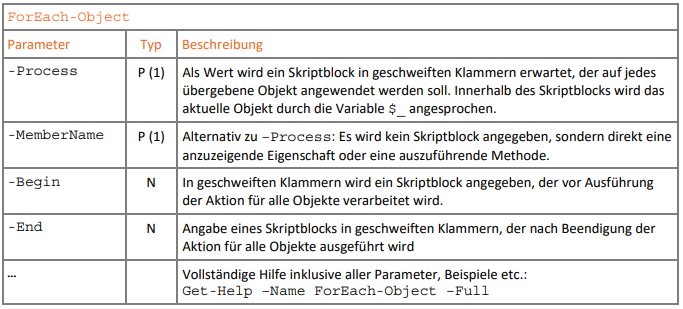 ForEach-Object
Parameter Typ Beschreibung
-Process P (1) Als Wert wird ein Skriptblock in geschweiften Klammern erwartet, der auf jedes
übergebene Objekt angewendet werden soll. Innerhalb des Skriptblocks wird das
aktuelle Objekt durch die Variable $_ angesprochen.
-MemberName P (1) Alternativ zu –Process: Es wird kein Skriptblock angegeben, sondern direkt eine
anzuzeigende Eigenschaft oder eine auszuführende Methode.
-Begin N In geschweiften Klammern wird ein Skriptblock angegeben, der vor Ausführung
der Aktion für alle Objekte verarbeitet wird.
-End N Angabe eines Skriptblocks in geschweiften Klammern, der nach Beendigung der
Aktion für alle Objekte ausgeführt wird
… Vollständige Hilfe inklusive aller Parameter, Beispiele etc.:
Get-Help –Name ForEach-Object –Full